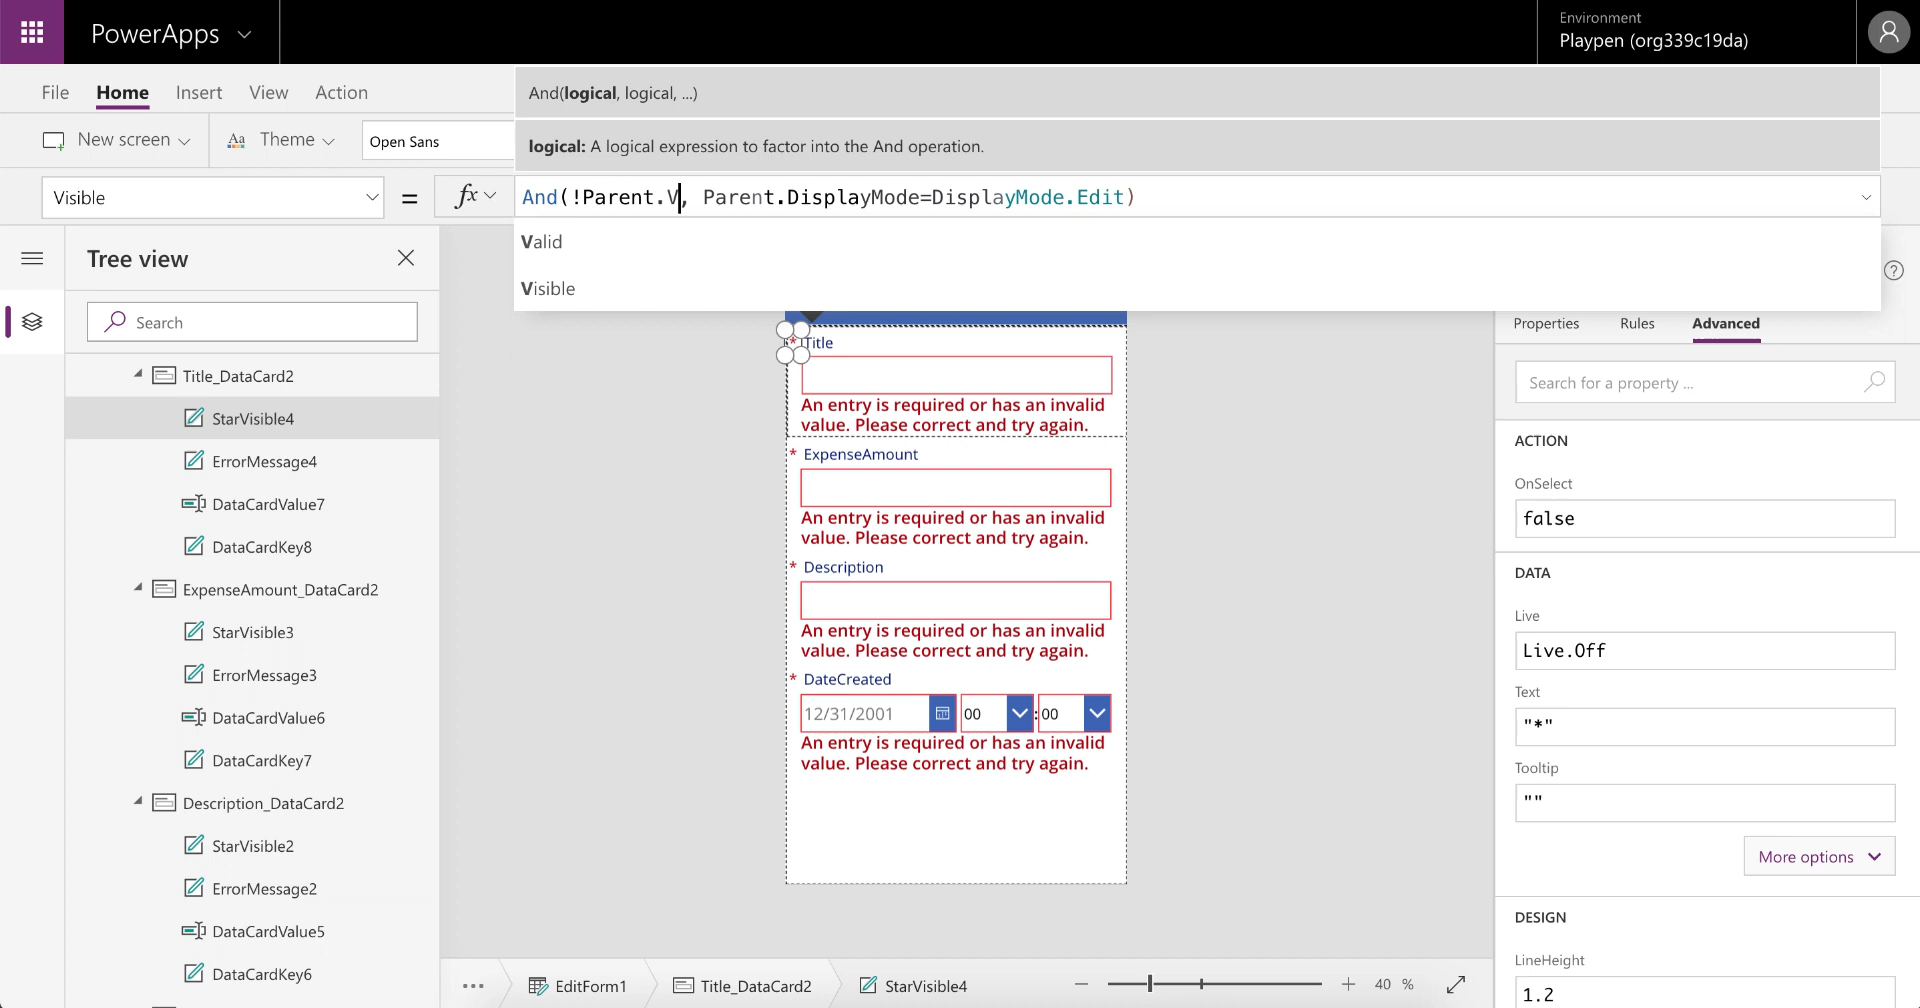 PowerApps
Environment
Playpen (org339c19da)
File Home Insert View Action
And(logical, logical, ...)
New screen Theme Open Sans
logical: A logical expression to factor into the And operation.
Visible = fx And(!Parent.V, Parent.DisplayMode=DisplayMode.Edit)
Valid
Visible
Tree view
Search
Title_DataCard2
StarVisible4
ErrorMessage4
DataCardValue7
DataCardKey8
ExpenseAmount_DataCard2
StarVisible3
ErrorMessage3
DataCardValue6
DataCardKey7
Description_DataCard2
StarVisible2
ErrorMessage2
DataCardValue5
DataCardKey6
* Title
An entry is required or has an invalid
value. Please correct and try again.
* ExpenseAmount
An entry is required or has an invalid
value. Please correct and try again.
* Description
An entry is required or has an invalid
value. Please correct and try again.
* DateCreated
12/31/2001 00 : 00
An entry is required or has an invalid
value. Please correct and try again.
... EditForm1 Title_DataCard2 StarVisible4 40 %
Properties Rules Advanced
Search for a property ...
ACTION
OnSelect
false
DATA
Live
Live.Off
Text
"*"
Tooltip
""
More options
DESIGN
LineHeight
1.2